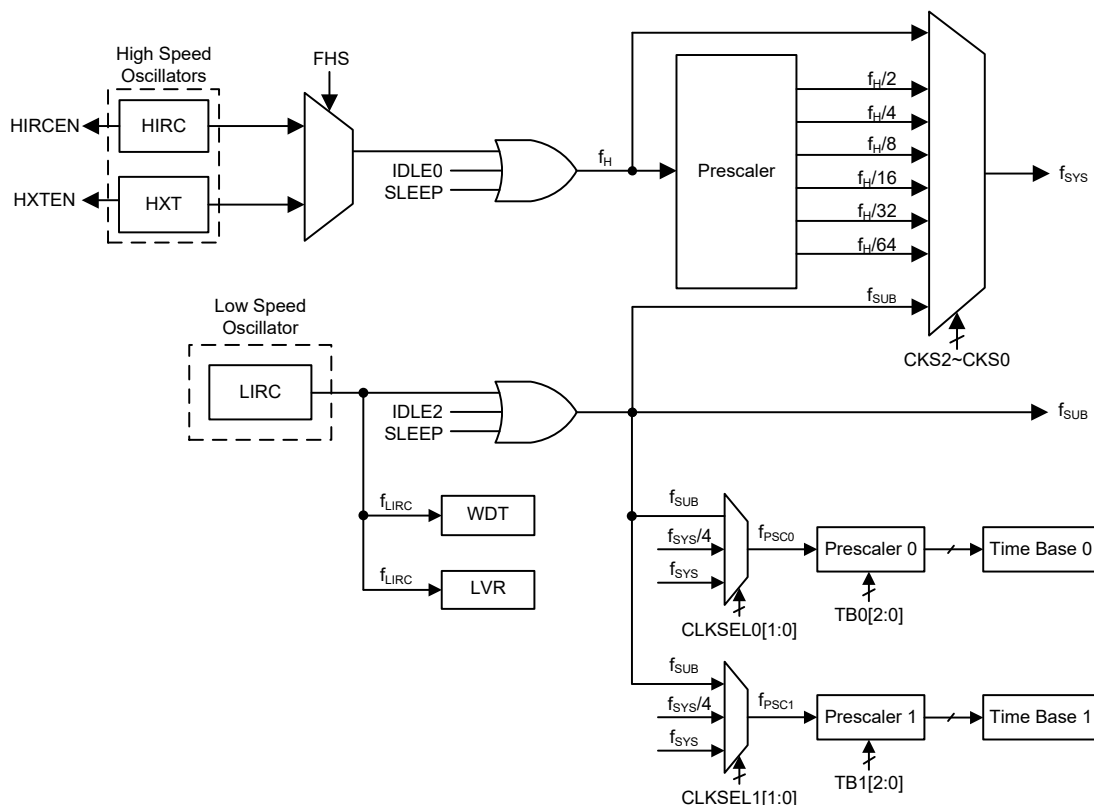 High Speed
Oscillators
FHS
HIRCEN
HIRC
HXTEN
HXT
IDLE0
SLEEP
fH
Prescaler
fH/2
fH/4
fH/8
fH/16
fH/32
fH/64
fSUB
fSYS
CKS2~CKS0
Low Speed
Oscillator
LIRC
IDLE2
SLEEP
fSUB
fLIRC
WDT
fLIRC
LVR
fSUB
fSYS/4
fSYS
fPSC0
Prescaler 0
Time Base 0
CLKSEL0[1:0]
TB0[2:0]
fSUB
fSYS/4
fSYS
fPSC1
Prescaler 1
Time Base 1
CLKSEL1[1:0]
TB1[2:0]